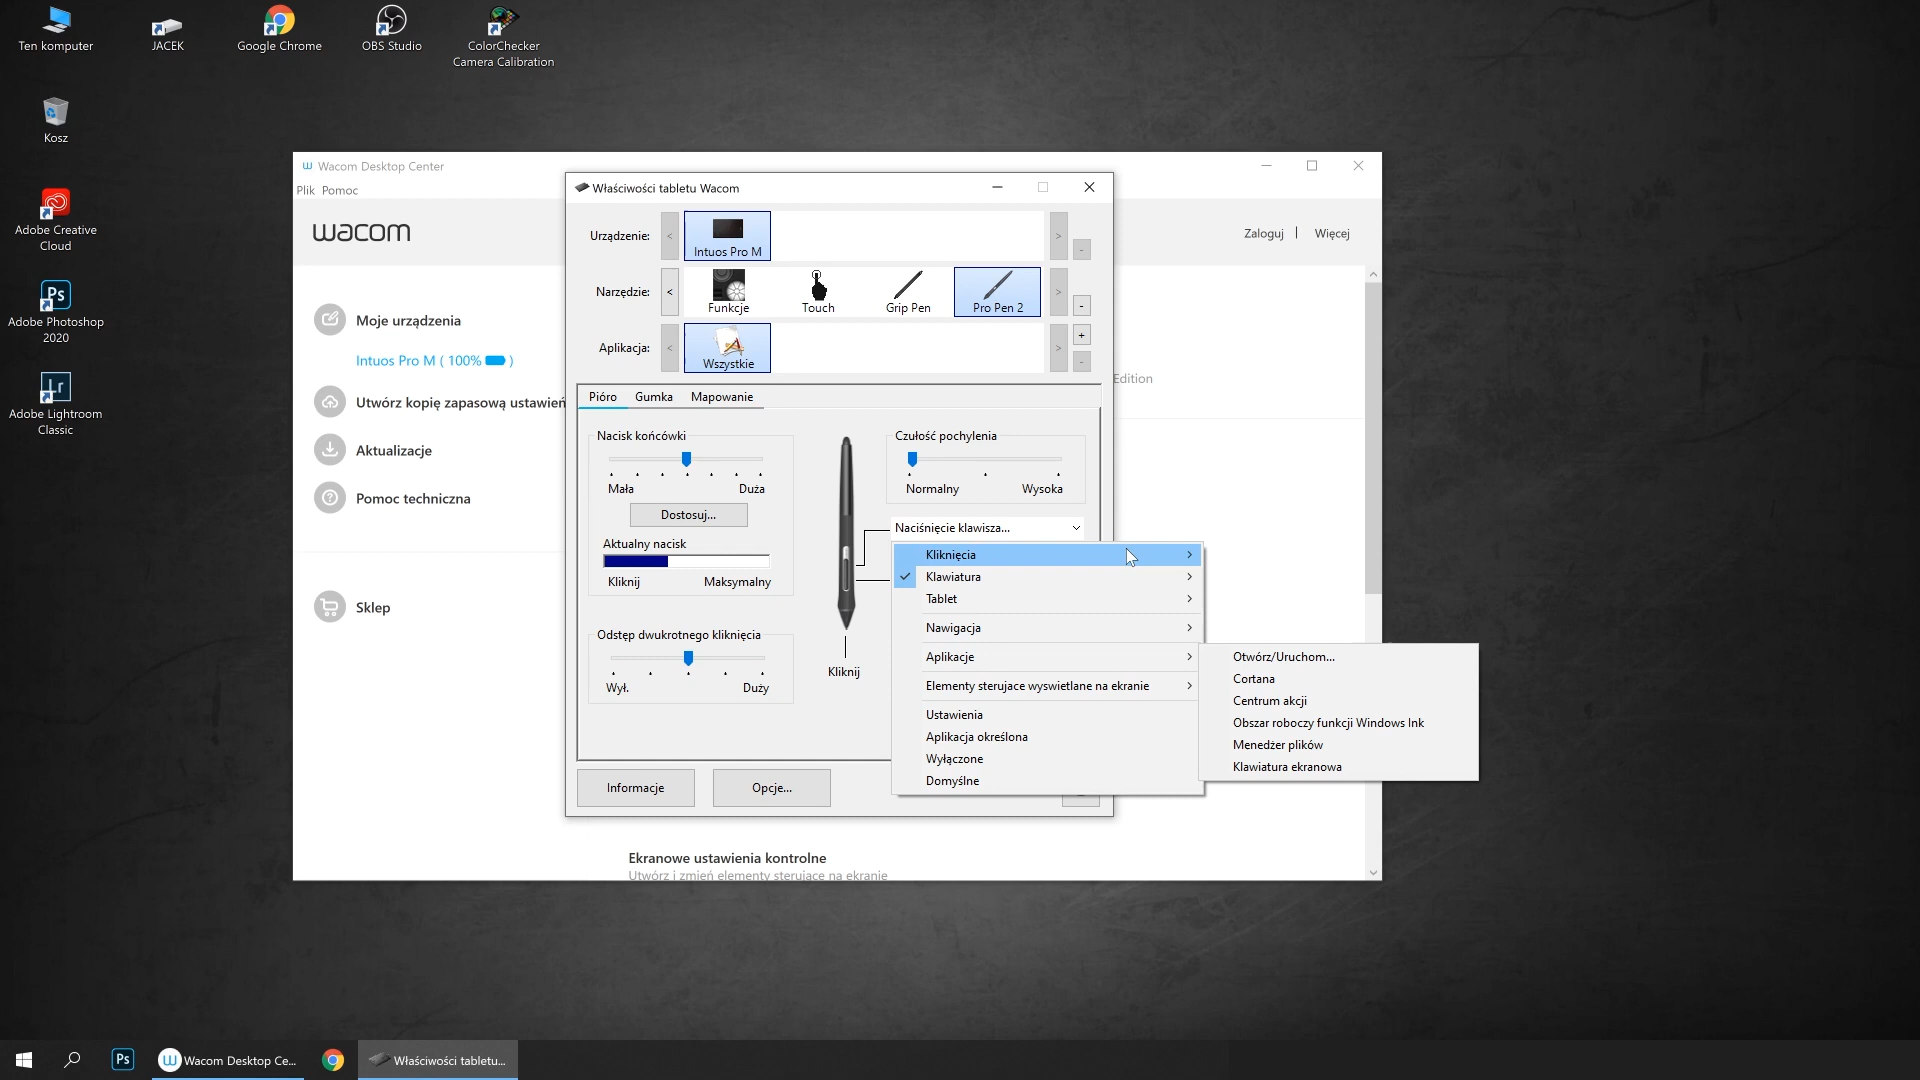 Ten komputer
JACEK
Google Chrome
OBS Studio
ColorChecker
Camera Calibration
Kosz
Adobe Creative
Cloud
Ps
Adobe Photoshop
2020
Lr
Adobe Lightroom
Classic
Wacom Desktop Center
Plik Pomoc
wacom
Zaloguj | Więcej
Moje urządzenia
Intuos Pro M ( 100% )
Utwórz kopię zapasową ustawień
Aktualizacje
Pomoc techniczna
Sklep
Edition
Ekranowe ustawienia kontrolne
Utwórz i zmień elementy sterujące na ekranie
Właściwości tabletu Wacom
Urządzenie:
<
Intuos Pro M
>
-
Narzędzie:
<
Funkcje
Touch
Grip Pen
Pro Pen 2
>
-
Aplikacja:
<
Wszystkie
>
+
-
Pióro Gumka Mapowanie
Nacisk końcówki
Mała Duża
Dostosuj...
Aktualny nacisk
Kliknij Maksymalny
Odstęp dwukrotnego kliknięcia
Wył. Duży
Kliknij
Czułość pochylenia
Normalny Wysoka
Naciśnięcie klawisza...
Kliknięcia
Klawiatura
Tablet
Nawigacja
Aplikacje
Elementy sterujace wyswietlane na ekranie
Ustawienia
Aplikacja określona
Wyłączone
Domyślne
Otwórz/Uruchom...
Cortana
Centrum akcji
Obszar roboczy funkcji Windows Ink
Menedżer plików
Klawiatura ekranowa
Informacje
Opcje...
Ps
Wacom Desktop Ce...
Właściwości tabletu...